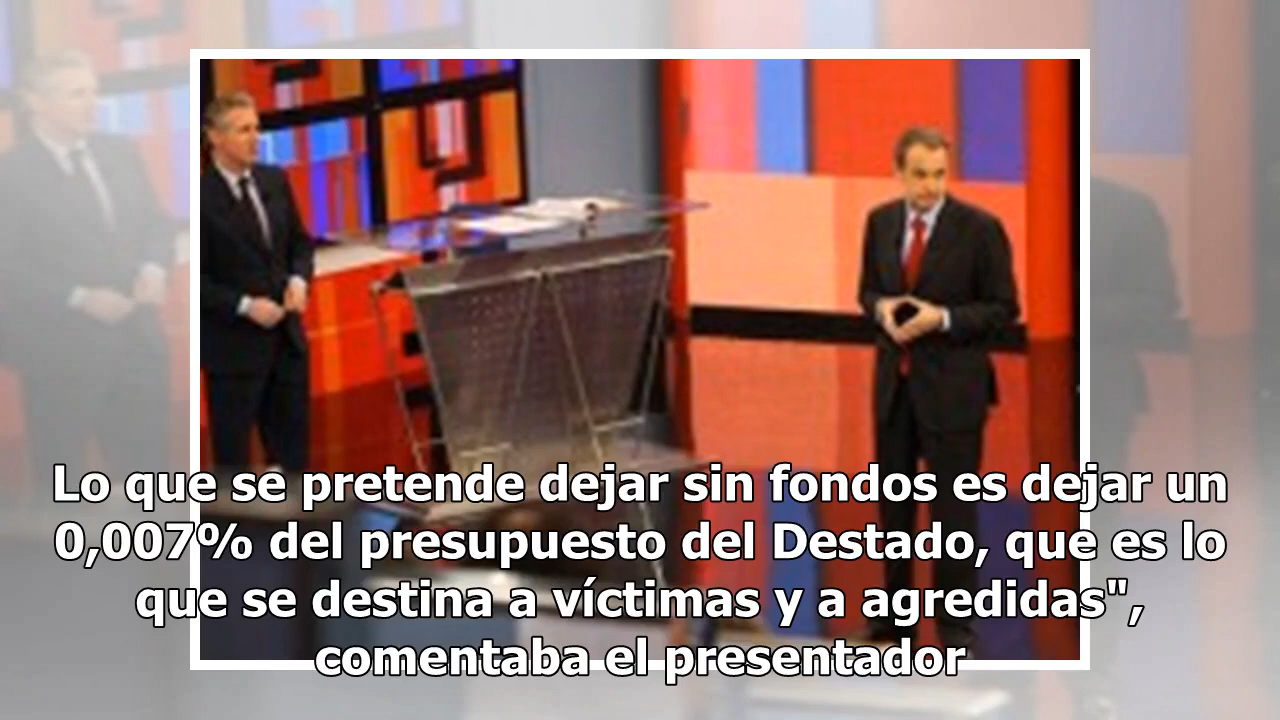 Lo que se pretende dejar sin fondos es dejar un
0,007% del presupuesto del Destado, que es lo
que se destina a víctimas y a agredidas",
comentaba el presentador